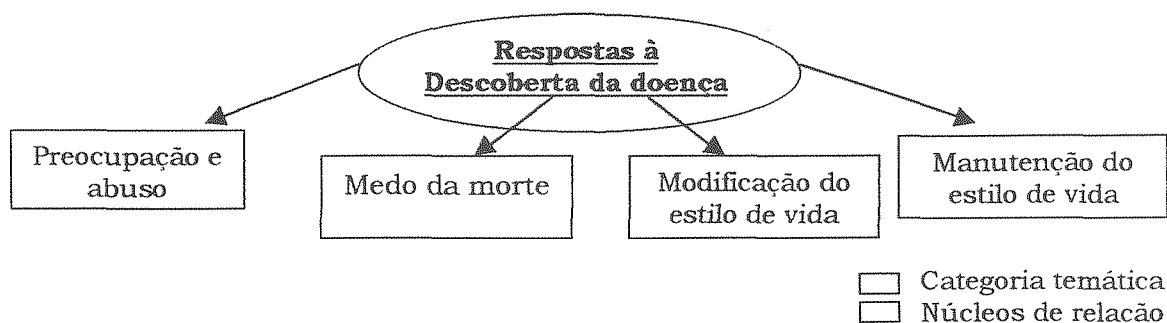 Respostas à
Descoberta da doença
Preocupação e
abuso
Medo da morte
Modificação do
estilo de vida
Manutenção do
estilo de vida
Categoria temática
Núcleos de relação